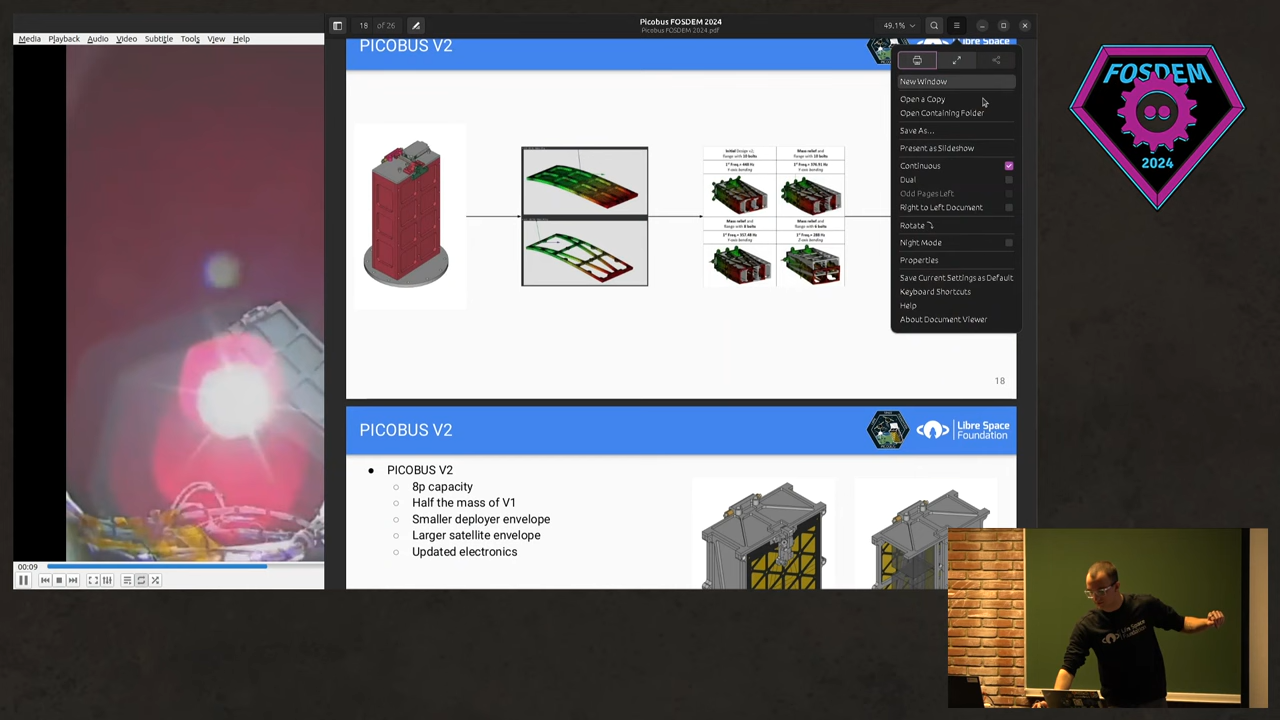 Media Playback Audio Video Subtitle Tools View Help
00:09
18 of 26
Picobus FOSDEM 2024
Picobus FOSDEM 2024.pdf
49.1%
PICOBUS V2
Libre Space
New Window
Open a Copy
Open Containing Folder
Save As...
Present as Slideshow
Continuous
Dual
Odd Pages Left
Right to Left Document
Rotate
Night Mode
Properties
Save Current Settings as Default
Keyboard Shortcuts
Help
About Document Viewer
18
PICOBUS V2
Libre Space
Foundation
● PICOBUS V2
○ 8p capacity
○ Half the mass of V1
○ Smaller deployer envelope
○ Larger satellite envelope
○ Updated electronics
FOSDEM
2024
Libre Space
Foundation